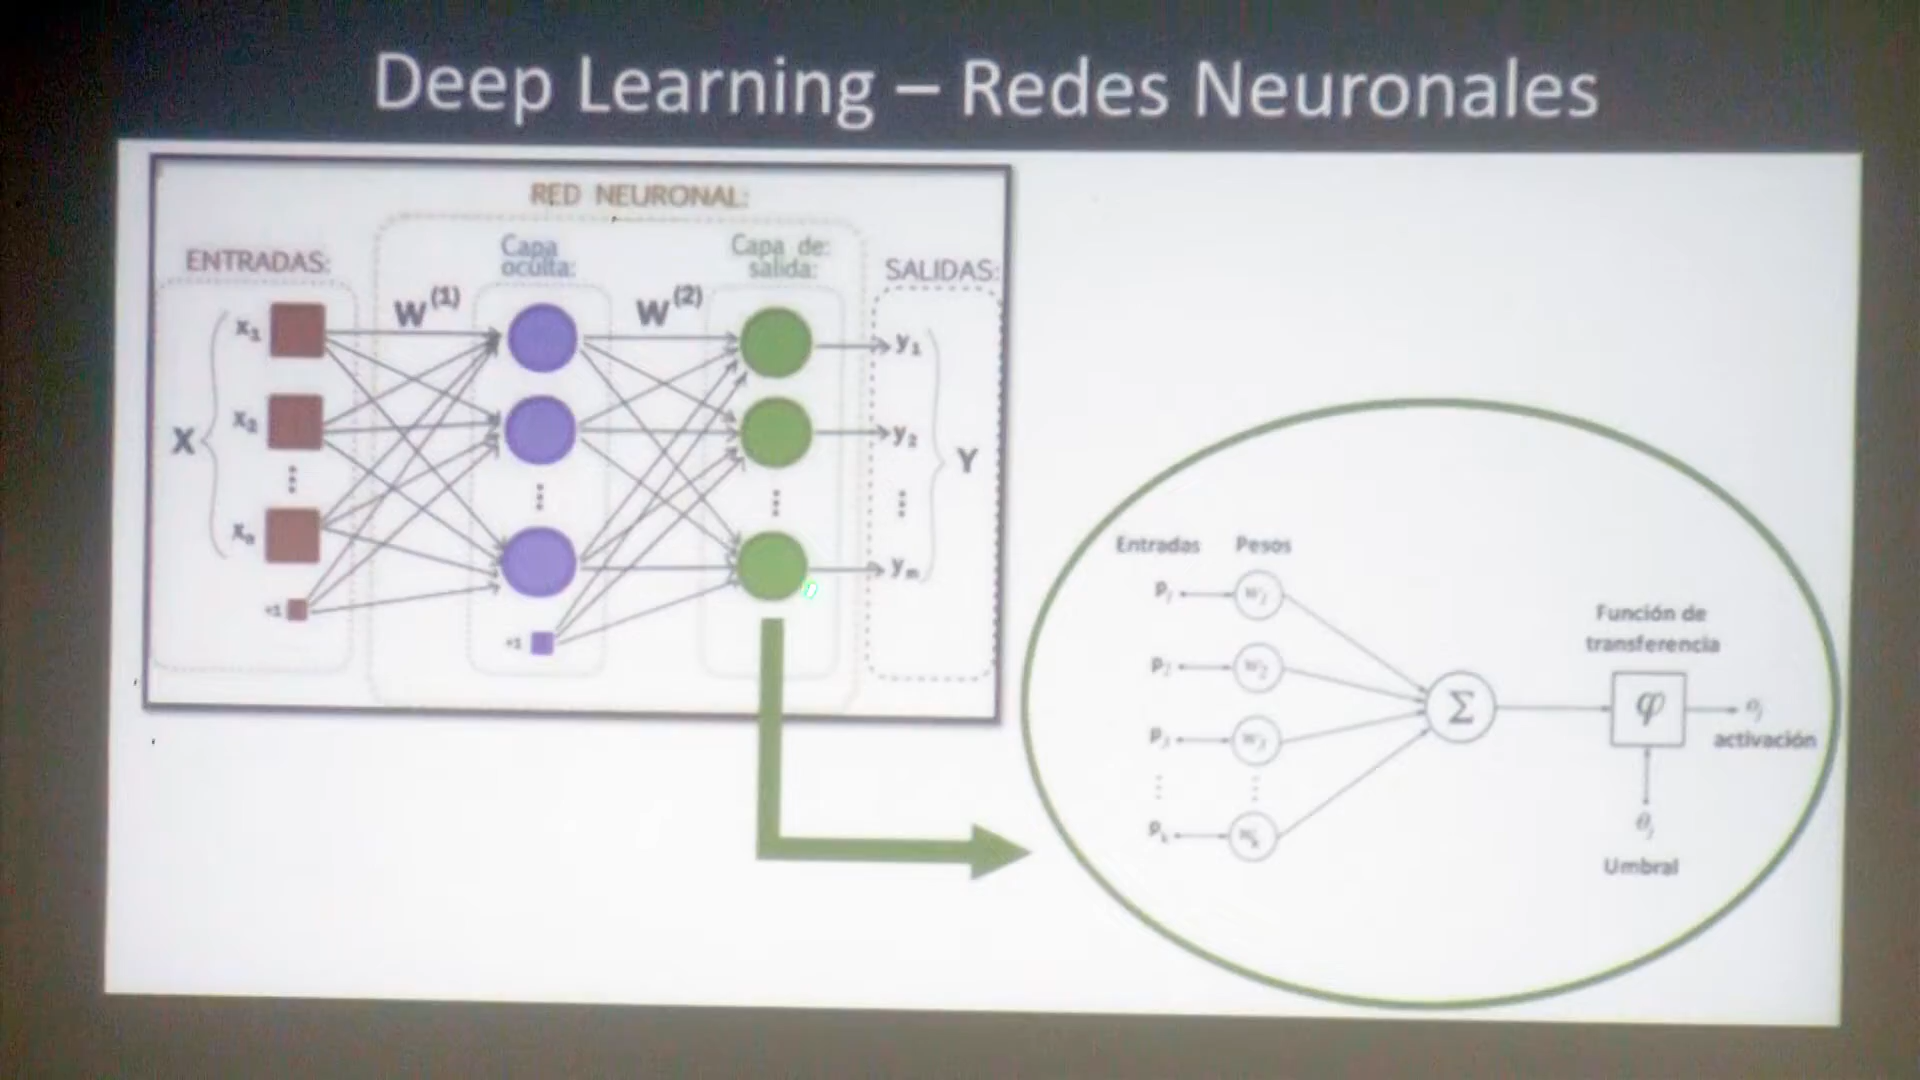 Deep Learning – Redes Neuronales
RED NEURONAL:
ENTRADAS:
Capa
oculta:
Capa de:
salida:
SALIDAS:
W(1)
W(2)
x1
x2
xn
X
+1
+1
y1
y2
ym
Y
Entradas Pesos
p1 w1
p2 w2
p3 w3
pk wk
Σ
Función de
transferencia
φ
oj
activación
θj
Umbral